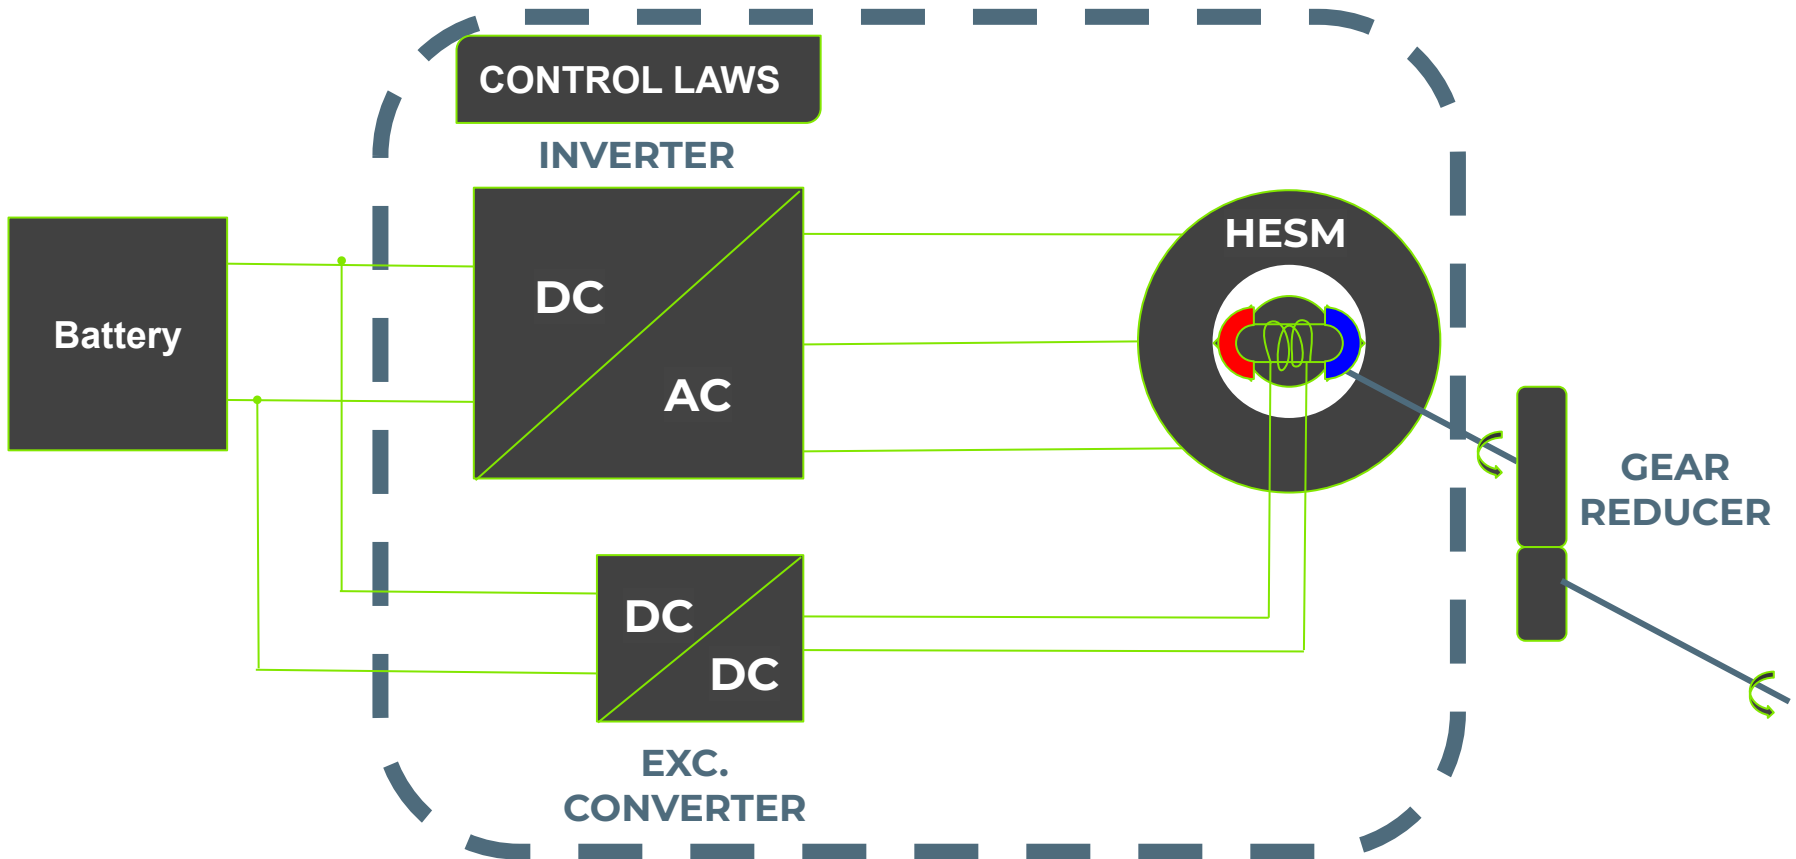 CONTROL LAWS
INVERTER
Battery
DC
AC
HESM
GEAR
REDUCER
DC
DC
EXC.
CONVERTER